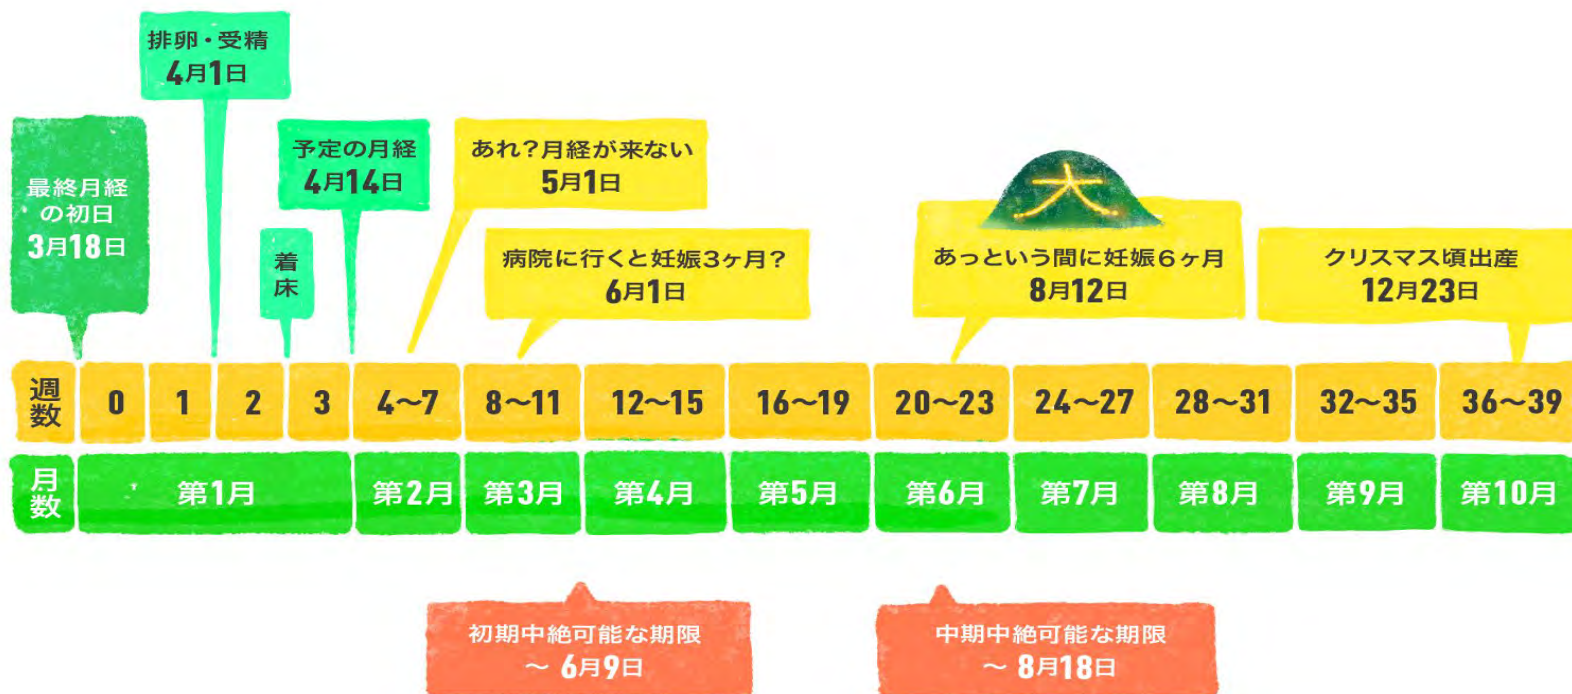 排卵・受精
4月1日
最終月経
の初日
3月18日
着
床
予定の月経
4月14日
あれ?月経が来ない
5月1日
病院に行くと妊娠3ヶ月?
6月1日
大
あっという間に妊娠6ヶ月
8月12日
クリスマス頃出産
12月23日
週数 0 1 2 3 4〜7 8〜11 12〜15 16〜19 20〜23 24〜27 28〜31 32〜35 36〜39
月数 第1月 第2月 第3月 第4月 第5月 第6月 第7月 第8月 第9月 第10月
初期中絶可能な期限
〜 6月9日
中期中絶可能な期限
〜 8月18日